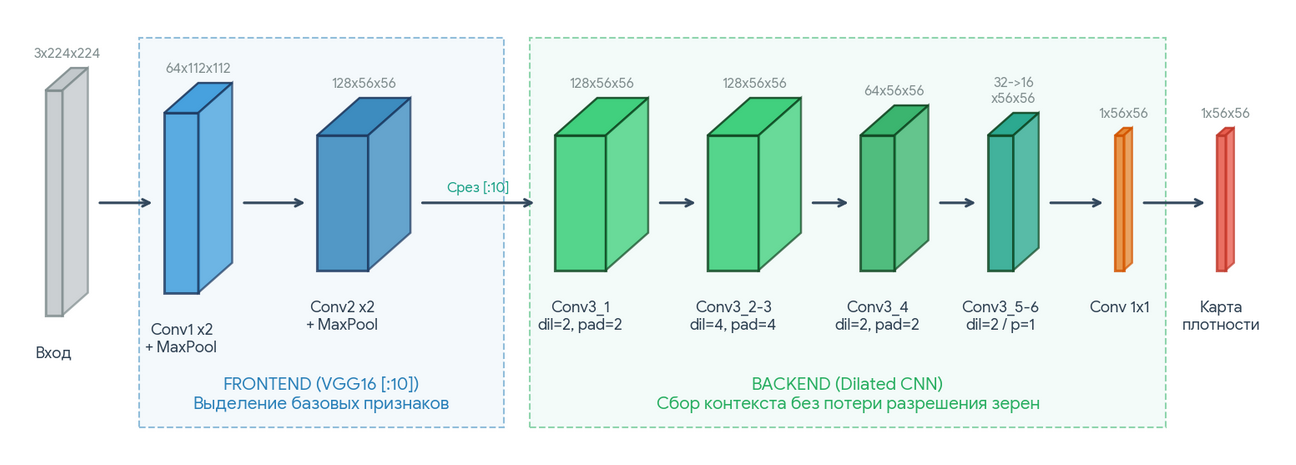 3x224x224
Вход
64x112x112
Conv1 x2
+ MaxPool
128x56x56
Conv2 x2
+ MaxPool
FRONTEND (VGG16 [:10])
Выделение базовых признаков
Срез [:10]
128x56x56
Conv3_1
dil=2, pad=2
128x56x56
Conv3_2-3
dil=4, pad=4
64x56x56
Conv3_4
dil=2, pad=2
32->16
x56x56
Conv3_5-6
dil=2 / p=1
1x56x56
Conv 1x1
BACKEND (Dilated CNN)
Сбор контекста без потери разрешения зерен
1x56x56
Карта
плотности